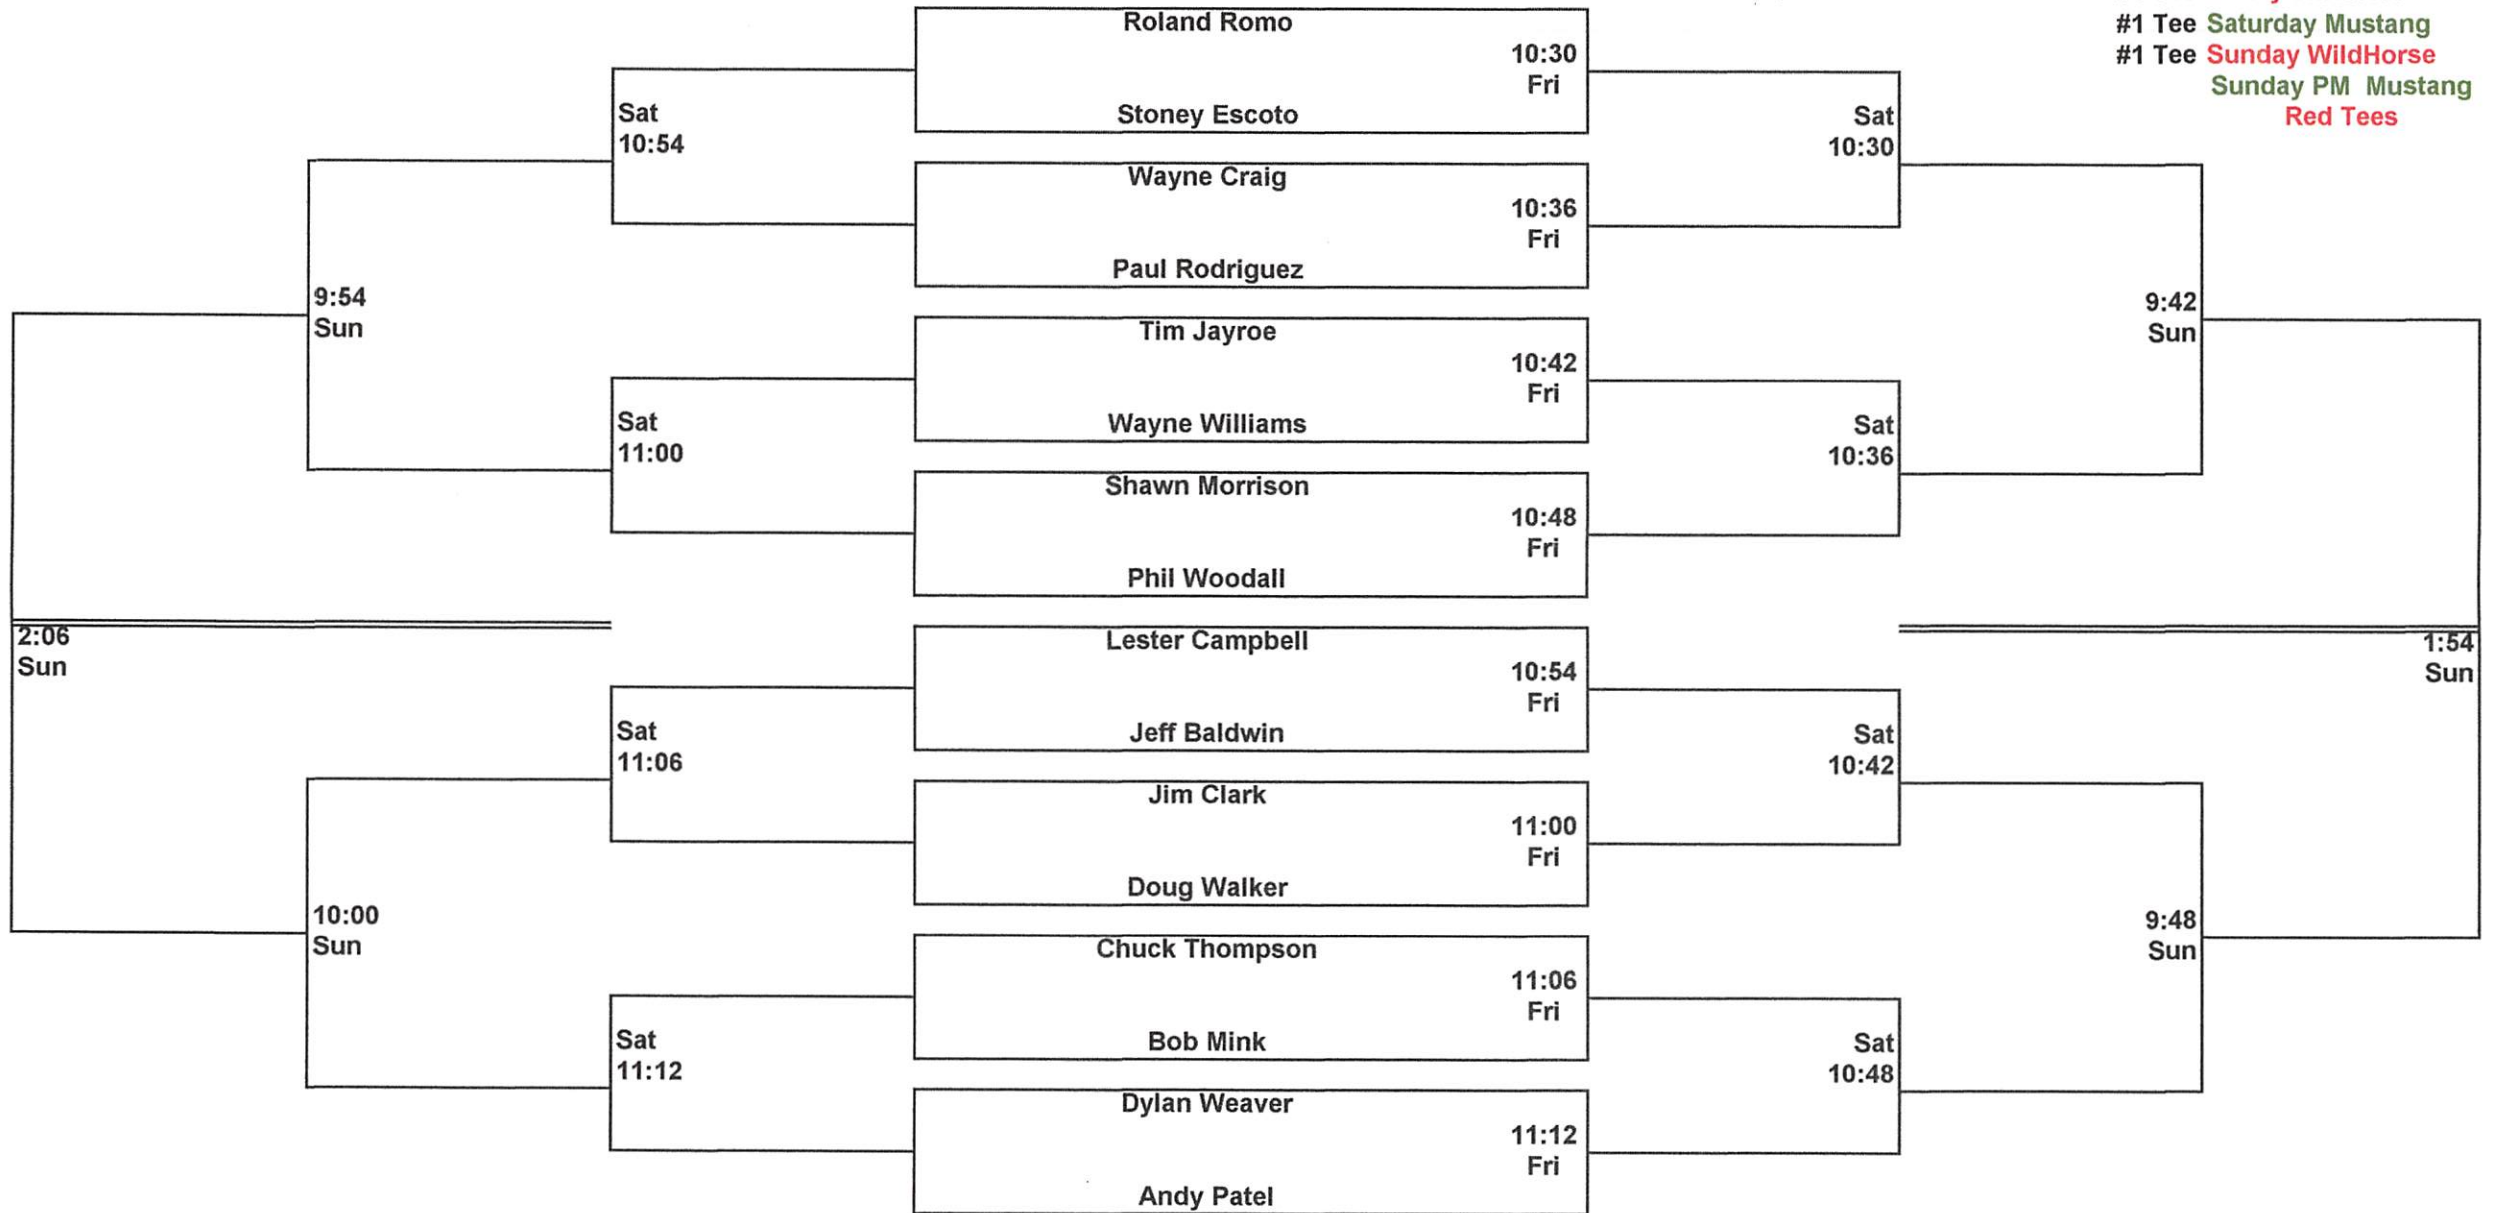 #1 Tee Saturday Mustang
#1 Tee Sunday WildHorse
Sunday PM Mustang
Red Tees
Roland Romo
10:30
Fri
Stoney Escoto
Sat
10:54
Sat
10:30
Wayne Craig
10:36
Fri
Paul Rodriguez
9:54
Sun
9:42
Sun
Tim Jayroe
10:42
Fri
Wayne Williams
Sat
11:00
Sat
10:36
Shawn Morrison
10:48
Fri
Phil Woodall
2:06
Sun
1:54
Sun
Lester Campbell
10:54
Fri
Jeff Baldwin
Sat
11:06
Sat
10:42
Jim Clark
11:00
Fri
Doug Walker
10:00
Sun
9:48
Sun
Chuck Thompson
11:06
Fri
Bob Mink
Sat
11:12
Sat
10:48
Dylan Weaver
11:12
Fri
Andy Patel